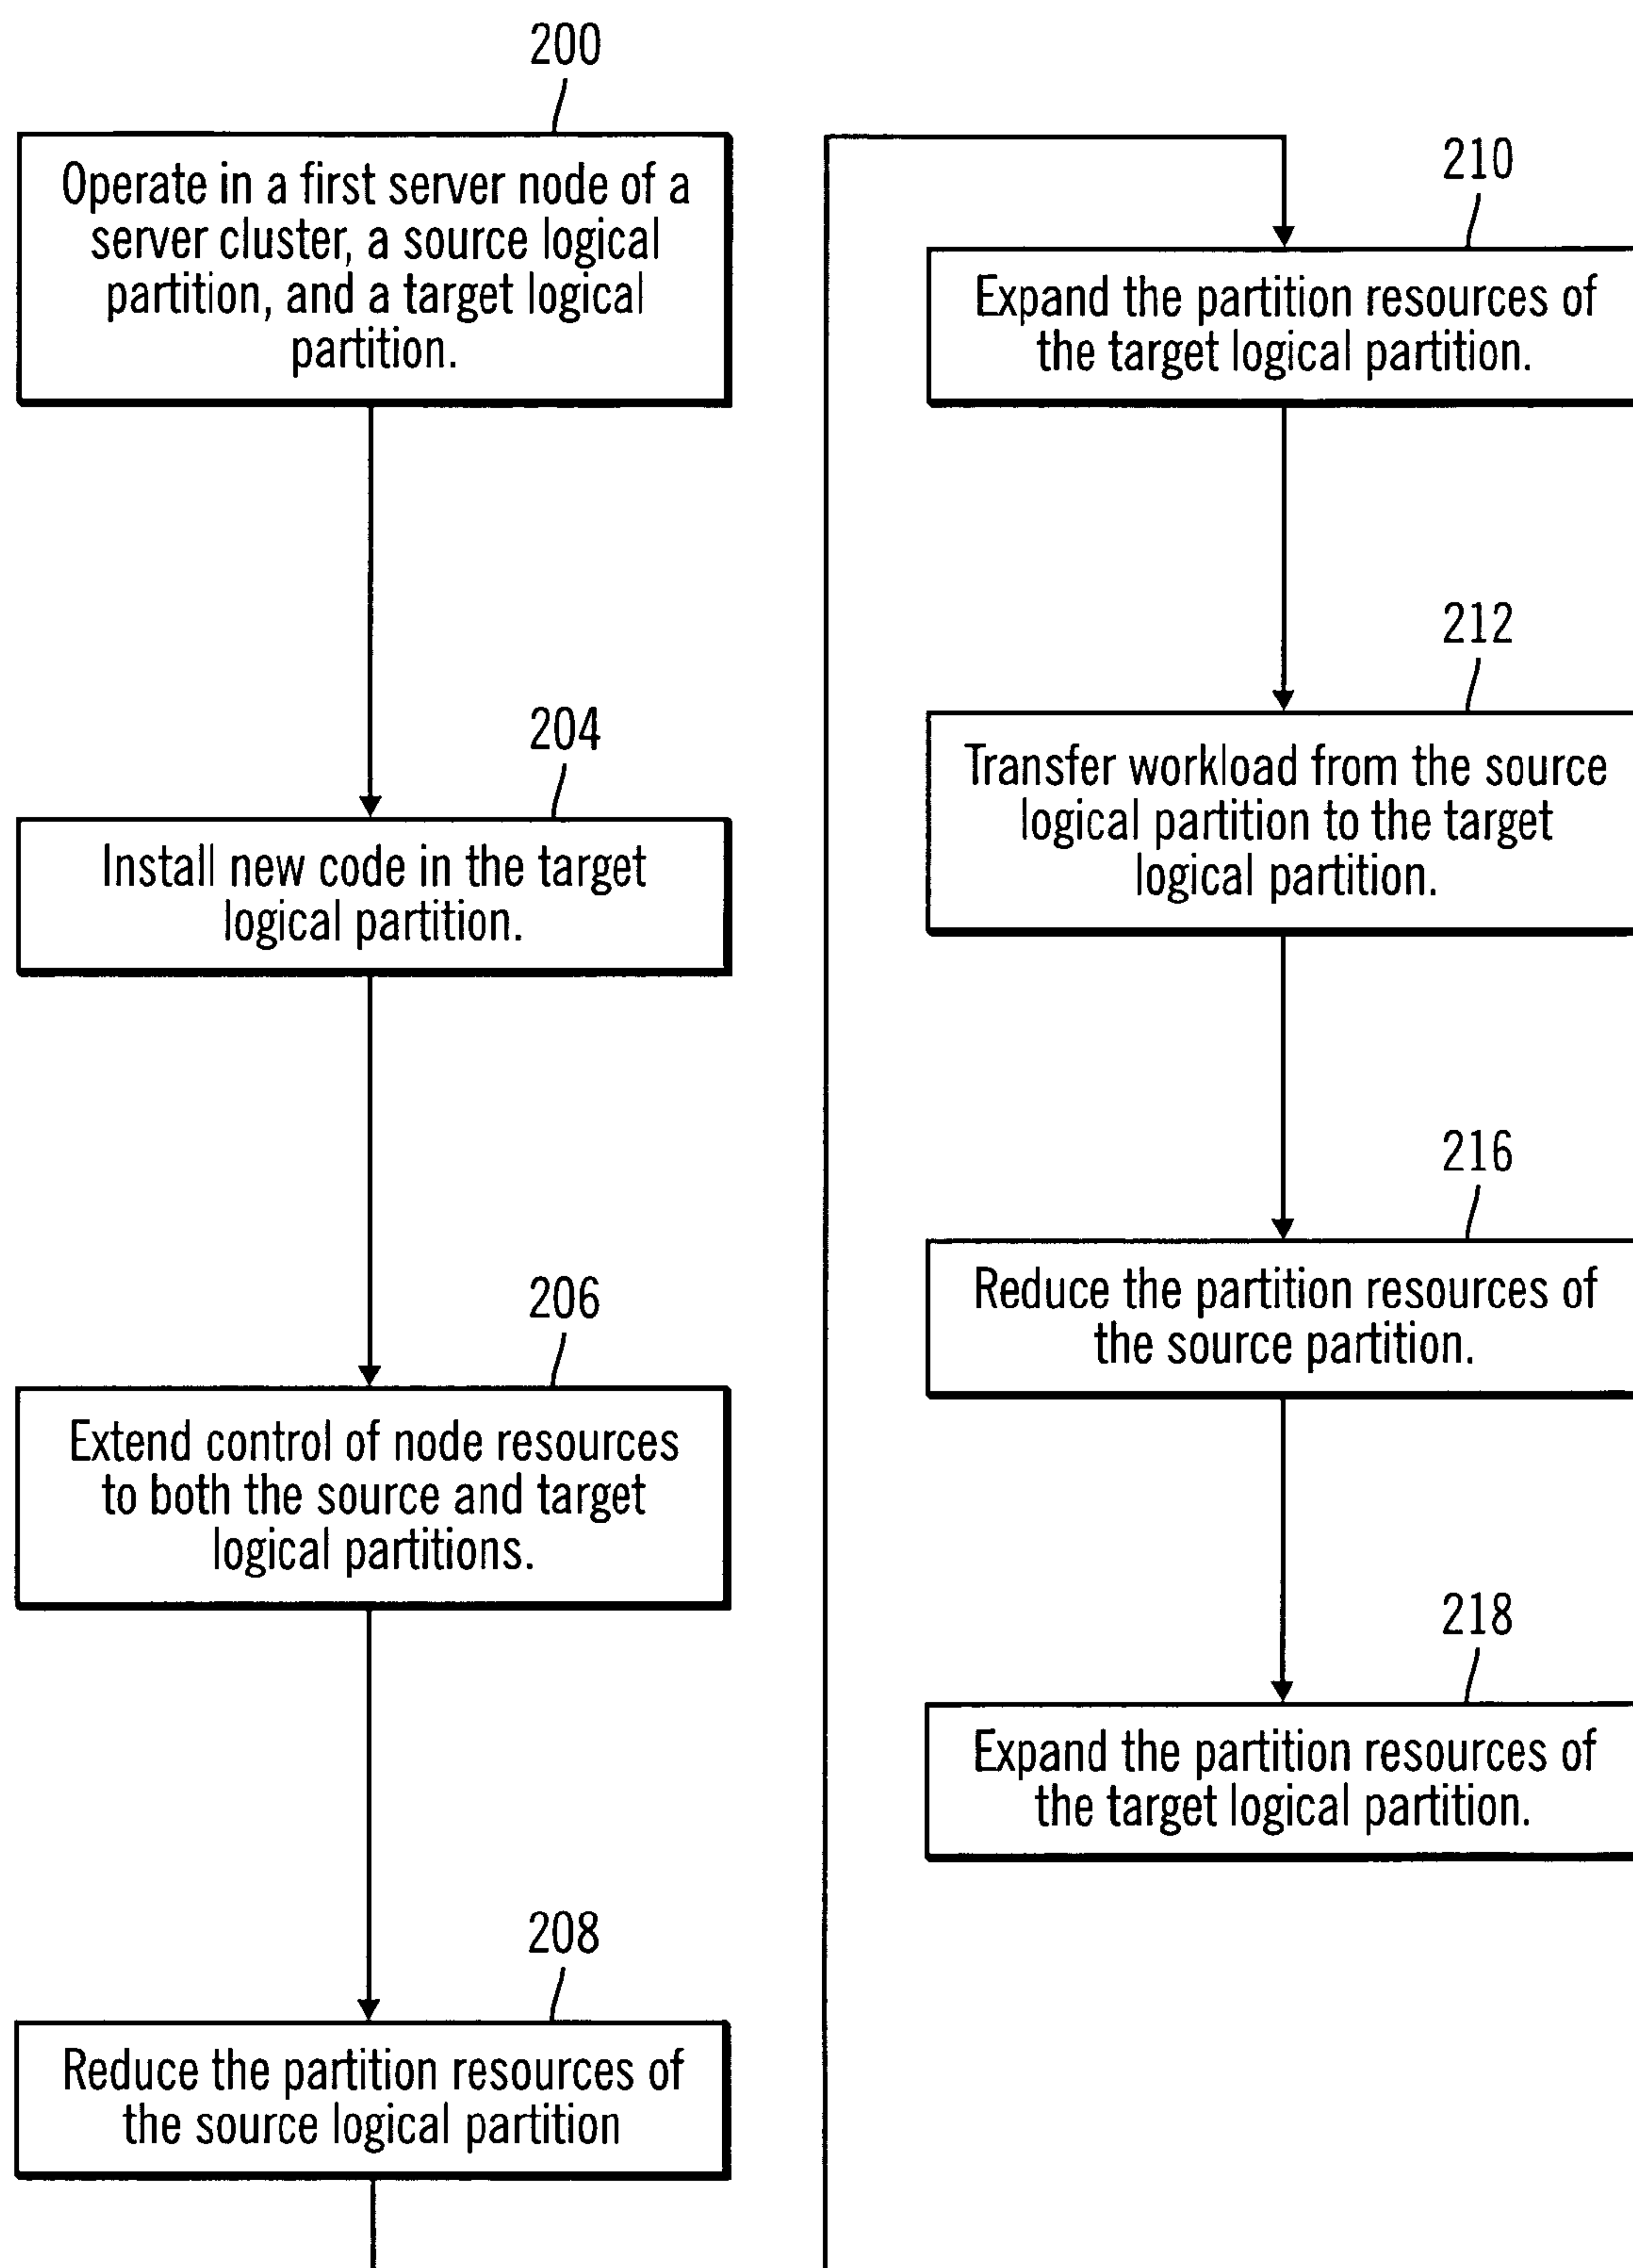 200
Operate in a first server node of a
server cluster, a source logical
partition, and a target logical
partition.
204
Install new code in the target
logical partition.
206
Extend control of node resources
to both the source and target
logical partitions.
208
Reduce the partition resources of
the source logical partition
210
Expand the partition resources of
the target logical partition.
212
Transfer workload from the source
logical partition to the target
logical partition.
216
Reduce the partition resources of
the source partition.
218
Expand the partition resources of
the target logical partition.